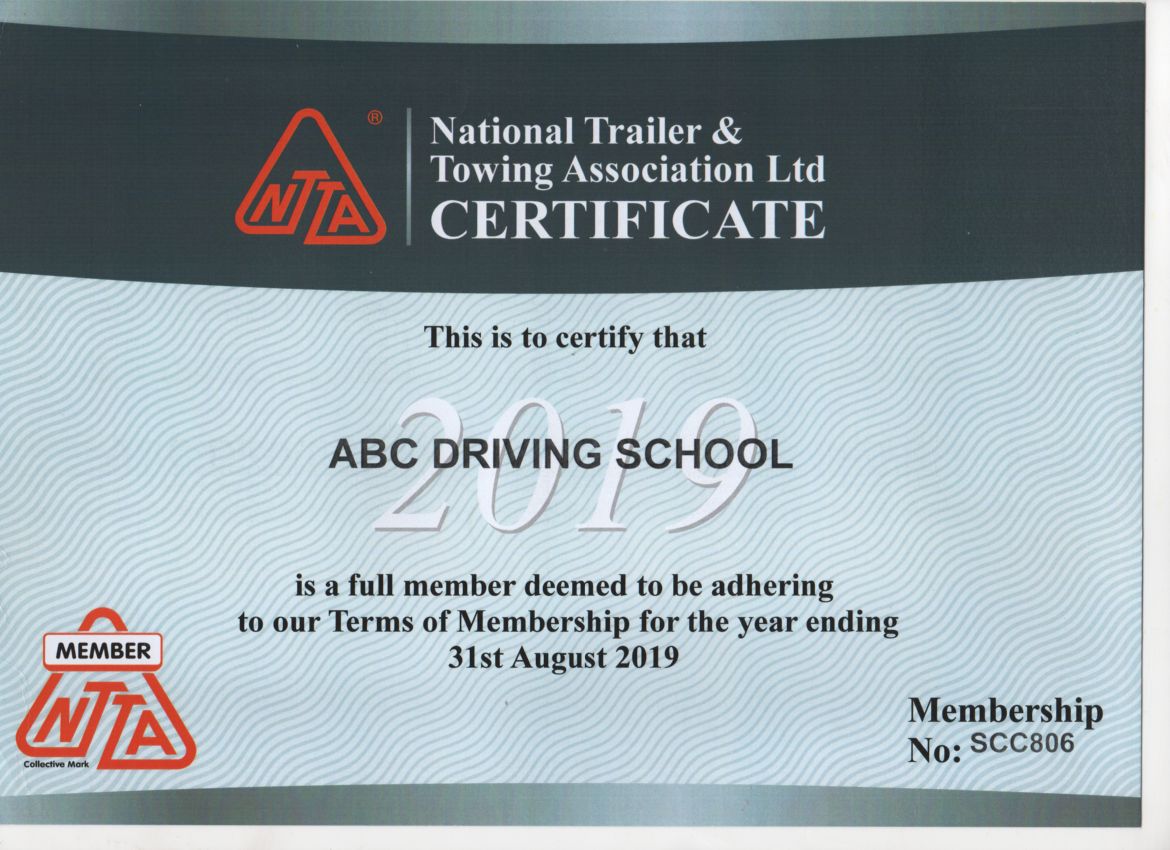 NTTA ®
National Trailer &
Towing Association Ltd
CERTIFICATE
This is to certify that
2019
ABC DRIVING SCHOOL
is a full member deemed to be adhering
to our Terms of Membership for the year ending
31st August 2019
MEMBER
NTTA
Collective Mark
Membership
No: SCC806